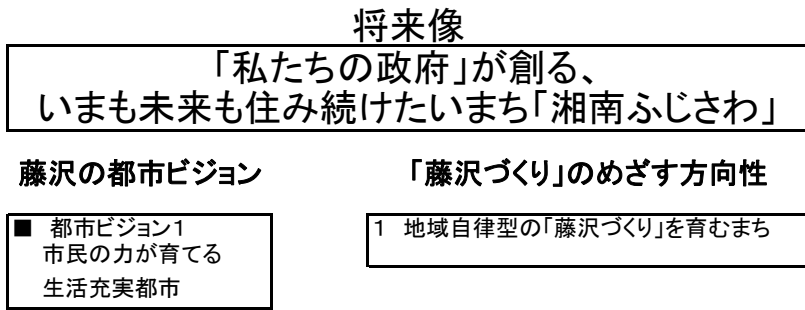 将来像
「私たちの政府」が創る、
いまも未来も住み続けたいまち「湘南ふじさわ」
藤沢の都市ビジョン
「藤沢づくり」のめざす方向性
■ 都市ビジョン1
市民の力が育てる
生活充実都市
1 地域自律型の「藤沢づくり」を育むまち